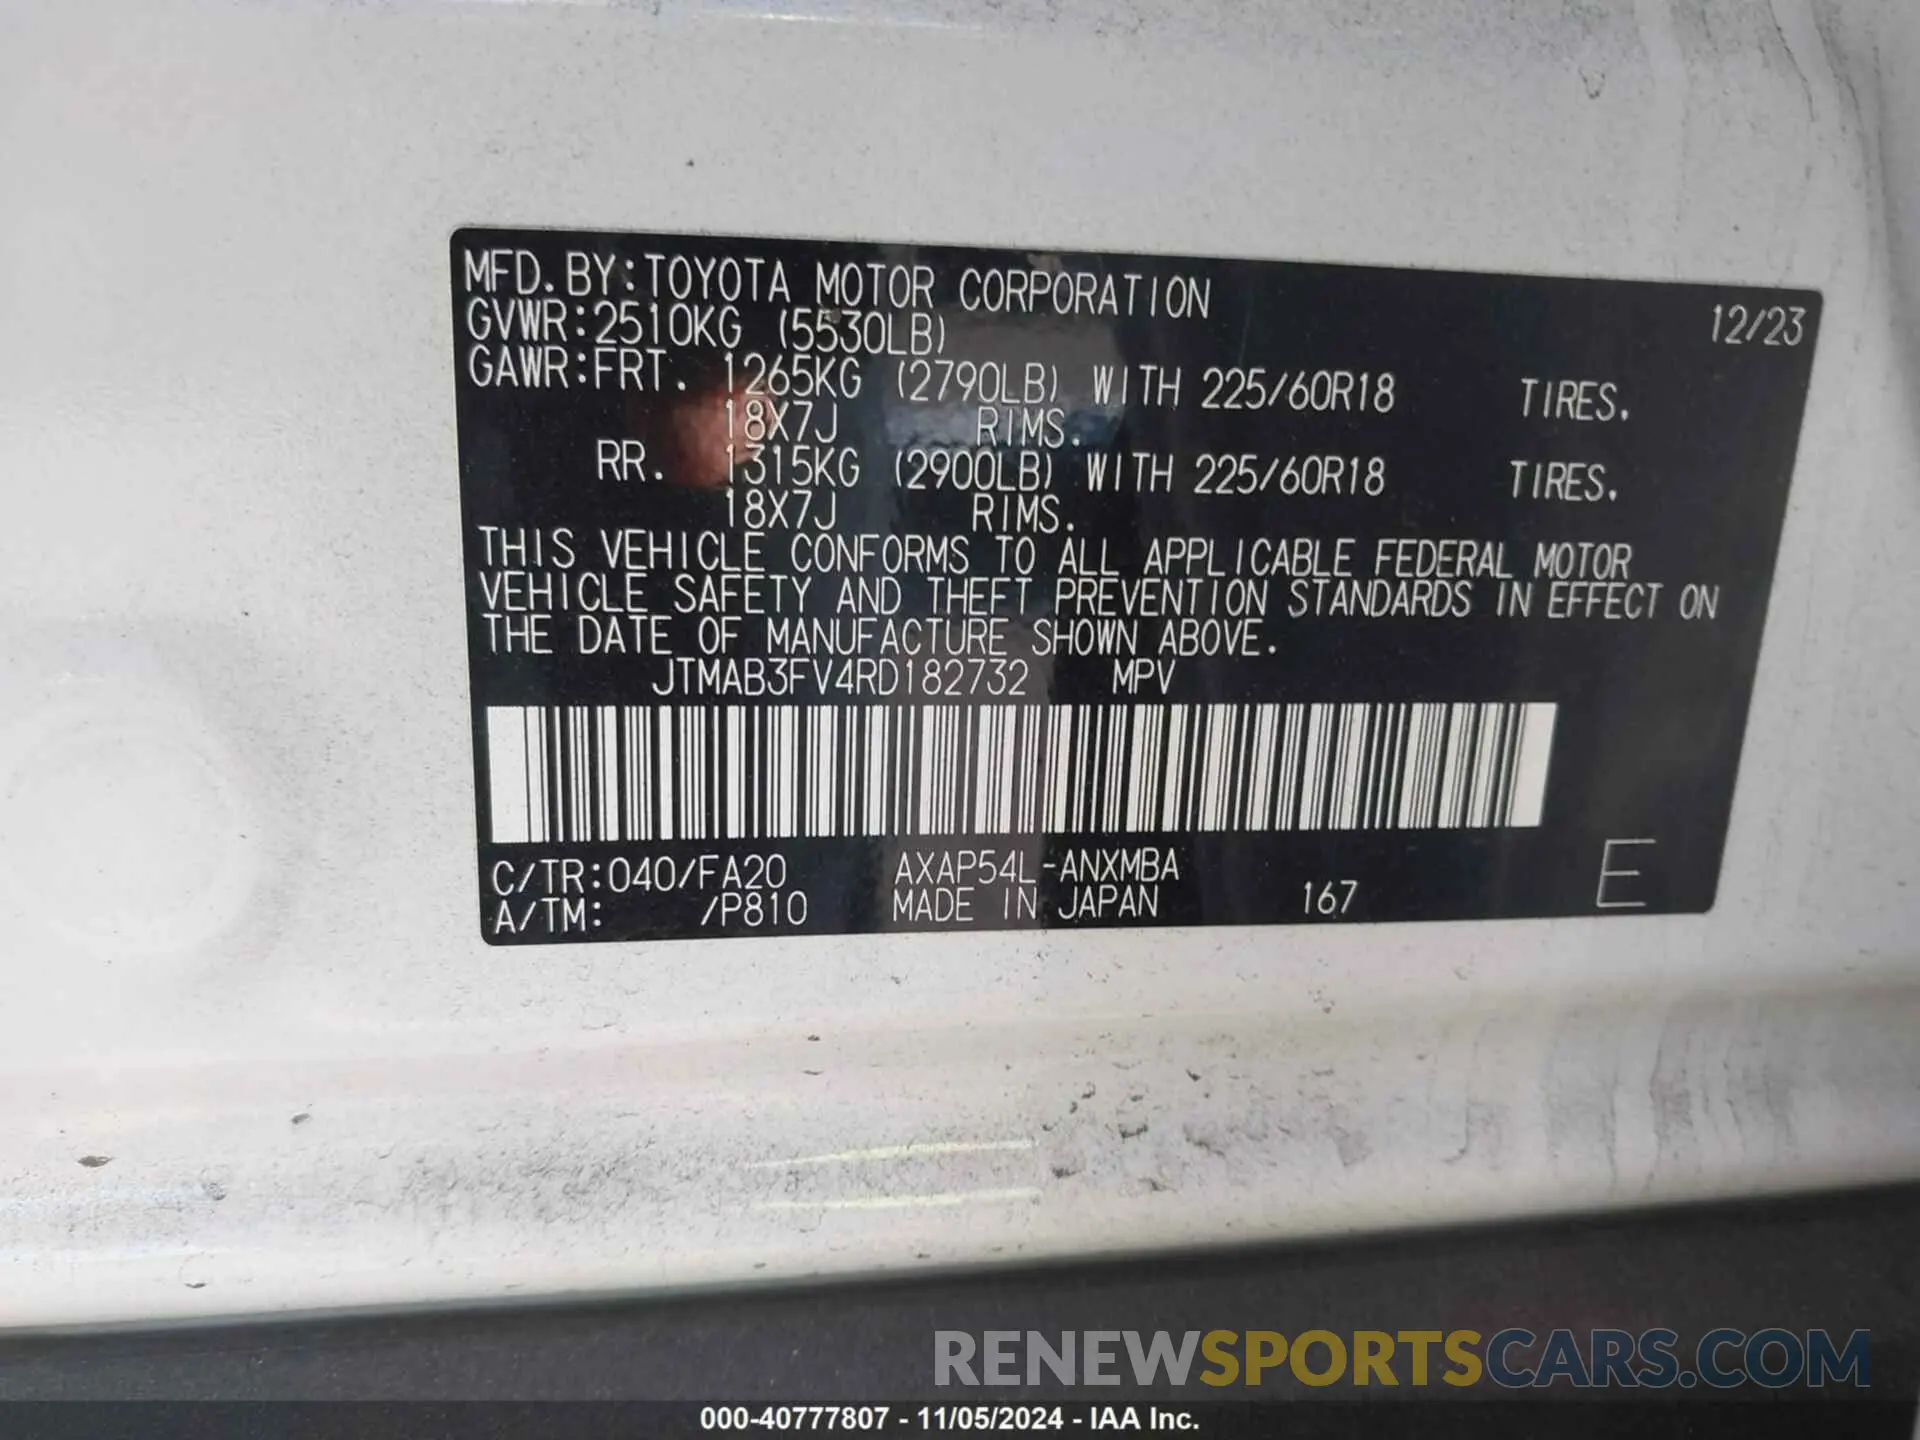 MFD. BY:TOYOTA MOTOR CORPORATION 12/23
GVWR:2510KG (5530LB)
GAWR:FRT. 1265KG (2790LB) WITH 225/60R18 TIRES.
18X7J RIMS.
RR. 1315KG (2900LB) WITH 225/60R18 TIRES.
18X7J RIMS.
THIS VEHICLE CONFORMS TO ALL APPLICABLE FEDERAL MOTOR
VEHICLE SAFETY AND THEFT PREVENTION STANDARDS IN EFFECT ON
THE DATE OF MANUFACTURE SHOWN ABOVE.
JTMAB3FV4RD182732 MPV
C/TR:040/FA20 AXAP54L-ANXMBA
A/TM: /P810 MADE IN JAPAN 167 E
RENEWSPORTSCARS.COM
000-40777807 - 11/05/2024 - IAA Inc.